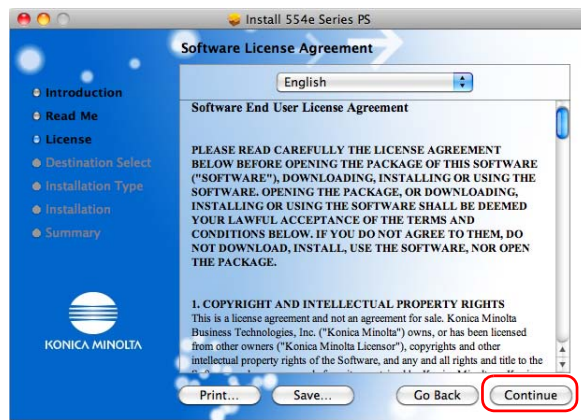 Install 554e Series PS
Software License Agreement
Introduction
Read Me
License
Destination Select
Installation Type
Installation
Summary
KONICA MINOLTA
English
Software End User License Agreement
PLEASE READ CAREFULLY THE LICENSE AGREEMENT
BELOW BEFORE OPENING THE PACKAGE OF THIS SOFTWARE
("SOFTWARE"), DOWNLOADING, INSTALLING OR USING THE
SOFTWARE. OPENING THE PACKAGE, OR DOWNLOADING,
INSTALLING OR USING THE SOFTWARE SHALL BE DEEMED
YOUR LAWFUL ACCEPTANCE OF THE TERMS AND
CONDITIONS BELOW. IF YOU DO NOT AGREE TO THEM, DO
NOT DOWNLOAD, INSTALL, USE THE SOFTWARE, NOR OPEN
THE PACKAGE.
1. COPYRIGHT AND INTELLECTUAL PROPERTY RIGHTS
This is a license agreement and not an agreement for sale. Konica Minolta
Business Technologies, Inc. ("Konica Minolta") owns, or has been licensed
from other owners ("Konica Minolta Licensor"), copyrights and other
intellectual property rights of the Software, and any and all rights and title to the
Print...
Save...
Go Back
Continue